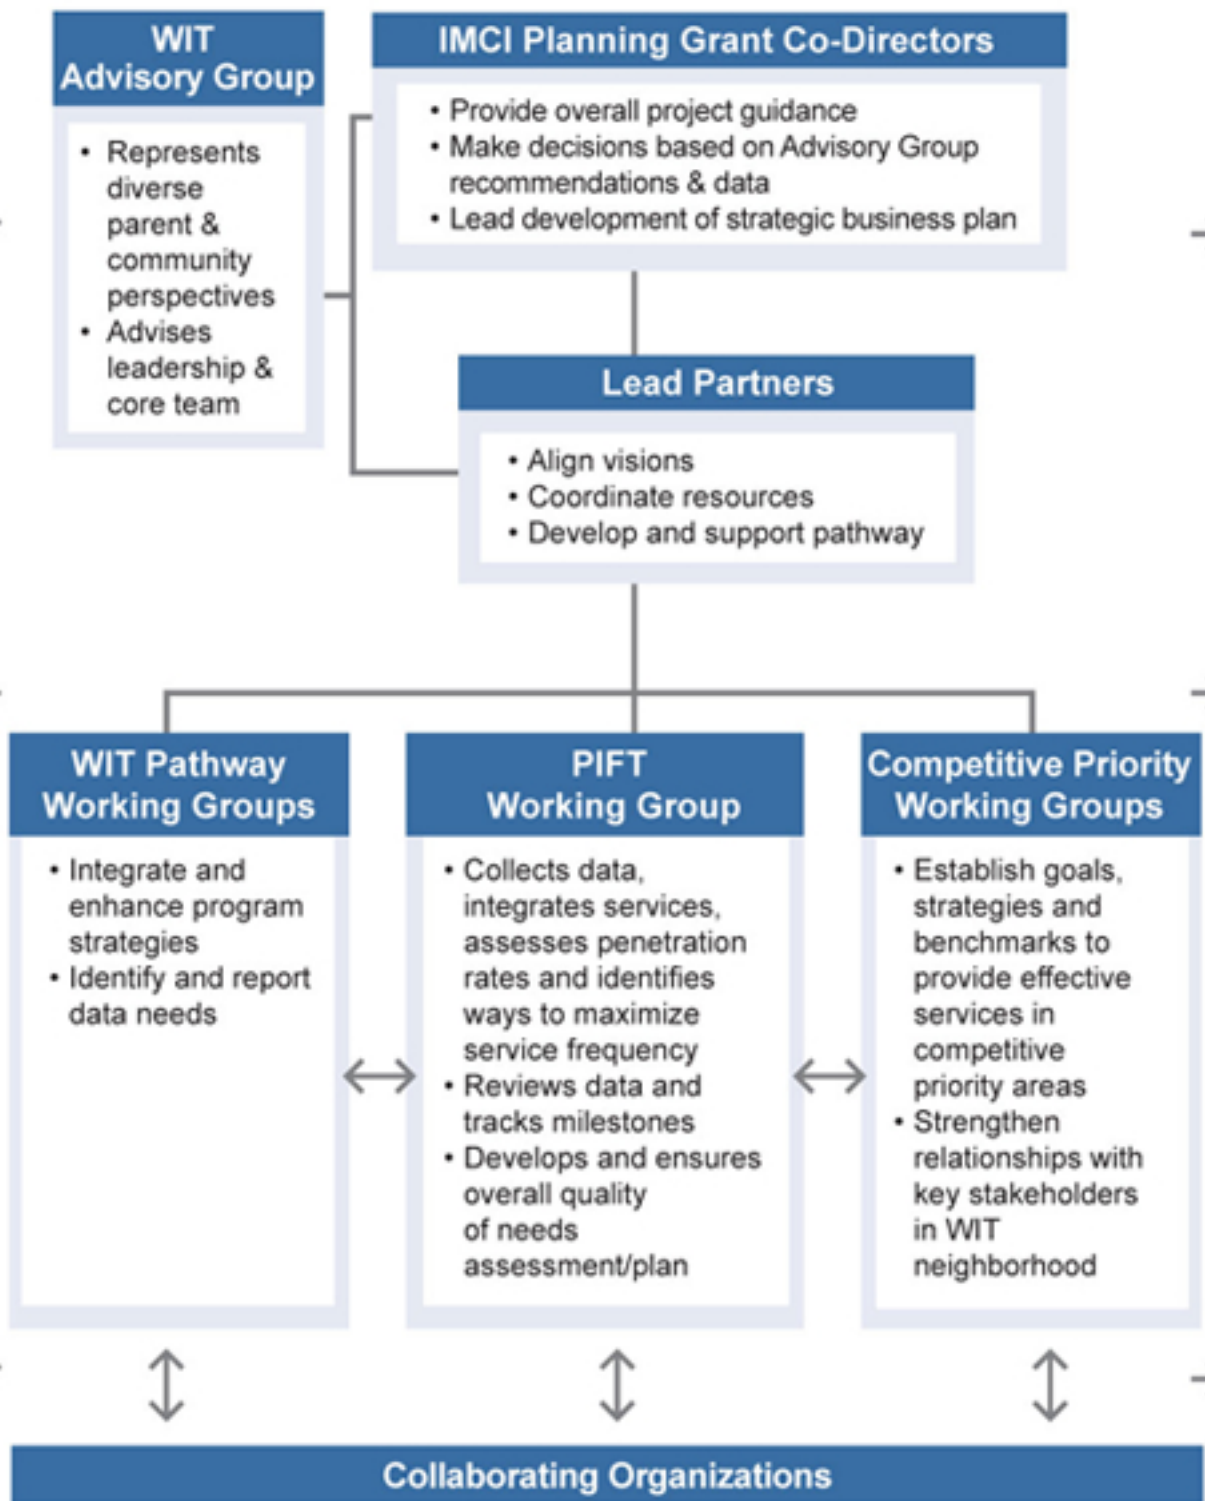 WIT
Advisory Group
• Represents
diverse
parent &
community
perspectives
• Advises
leadership &
core team
IMCI Planning Grant Co-Directors
• Provide overall project guidance
• Make decisions based on Advisory Group
recommendations & data
• Lead development of strategic business plan
Lead Partners
• Align visions
• Coordinate resources
• Develop and support pathway
WIT Pathway
Working Groups
• Integrate and
enhance program
strategies
• Identify and report
data needs
PIFT
Working Group
• Collects data,
integrates services,
assesses penetration
rates and identifies
ways to maximize
service frequency
• Reviews data and
tracks milestones
• Develops and ensures
overall quality
of needs
assessment/plan
Competitive Priority
Working Groups
• Establish goals,
strategies and
benchmarks to
provide effective
services in
competitive
priority areas
• Strengthen
relationships with
key stakeholders
in WIT
neighborhood
Collaborating Organizations